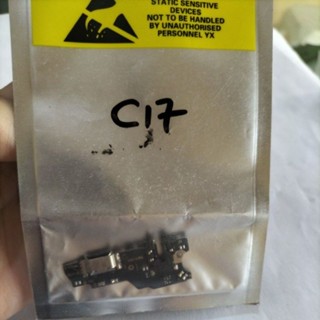 STATIC SENSITIVE
DEVICES
NOT TO BE HANDLED
BY UNAUTHORISED
PERSONNEL YX
C17